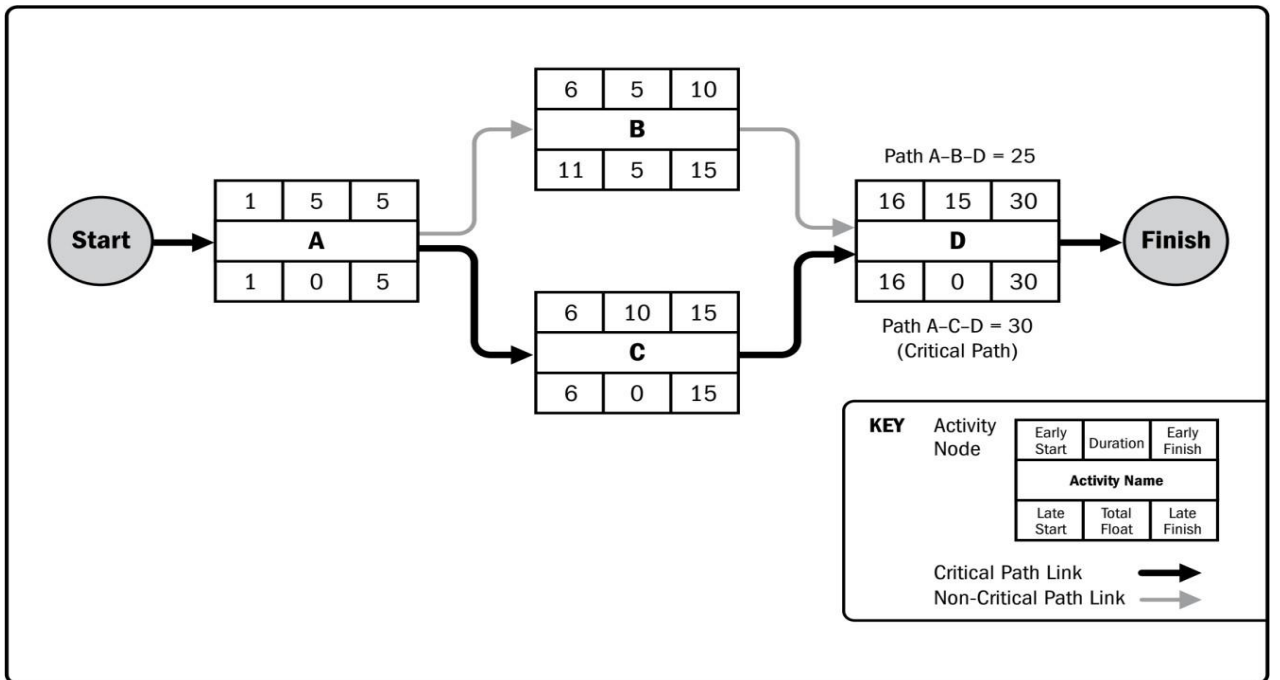 Start
1 5 5
A
1 0 5
6 5 10
B
11 5 15
6 10 15
C
6 0 15
Path A–B–D = 25
16 15 30
D
16 0 30
Path A–C–D = 30
(Critical Path)
Finish
KEY
Activity
Node
Early
Start
Duration
Early
Finish
Activity Name
Late
Start
Total
Float
Late
Finish
Critical Path Link
Non-Critical Path Link